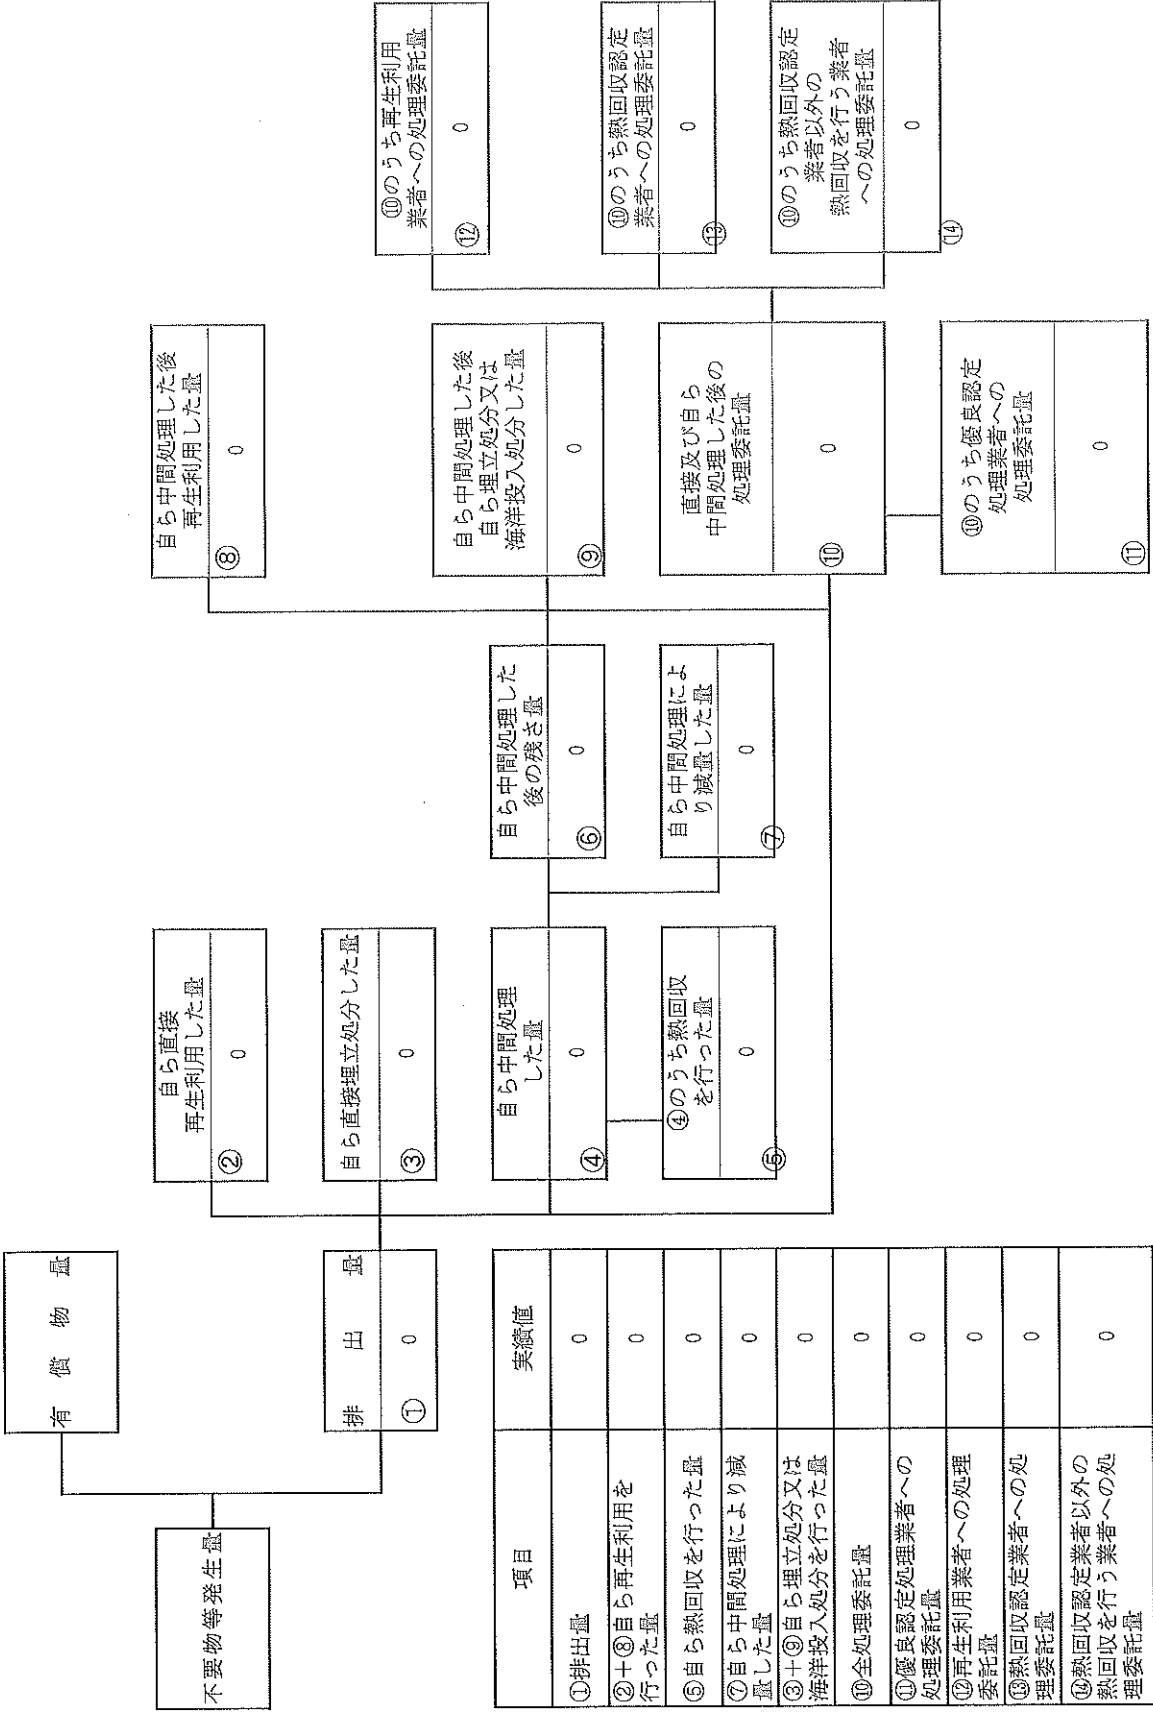 不要物等発生量
有 償 物 量
排 出 量
① 0
自ら直接
再生利用した量
② 0
自ら直接埋立処分した量
③ 0
自ら中間処理
した量
④ 0
④のうち熱回収
を行った量
⑤ 0
自ら中間処理した
後の残さ量
⑥ 0
自ら中間処理によ
り減量した量
⑦ 0
自ら中間処理した後
再生利用した量
⑧ 0
自ら中間処理した後
自ら埋立処分又は
海洋投入処分した量
⑨ 0
直接及び自ら
中間処理した後の
処理委託量
⑩ 0
⑩のうち優良認定
処理業者への
処理委託量
⑪ 0
⑩のうち再生利用
業者への処理委託量
⑫ 0
⑩のうち熱回収認定
業者への処理委託量
⑬ 0
⑩のうち熱回収認定
業者以外の
熱回収を行う業者
への処理委託量
⑭ 0
項目 実績値
①排出量 0
②+⑧自ら再生利用を
行った量 0
⑤自ら熱回収を行った量 0
⑦自ら中間処理により減
量した量 0
③+⑨自ら埋立処分又は
海洋投入処分を行った量 0
⑩全処理委託量 0
⑪優良認定処理業者への
処理委託量 0
⑫再生利用業者への処理
委託量 0
⑬熱回収認定業者への処
理委託量 0
⑭熱回収認定業者以外の
熱回収を行う業者への処
理委託量 0